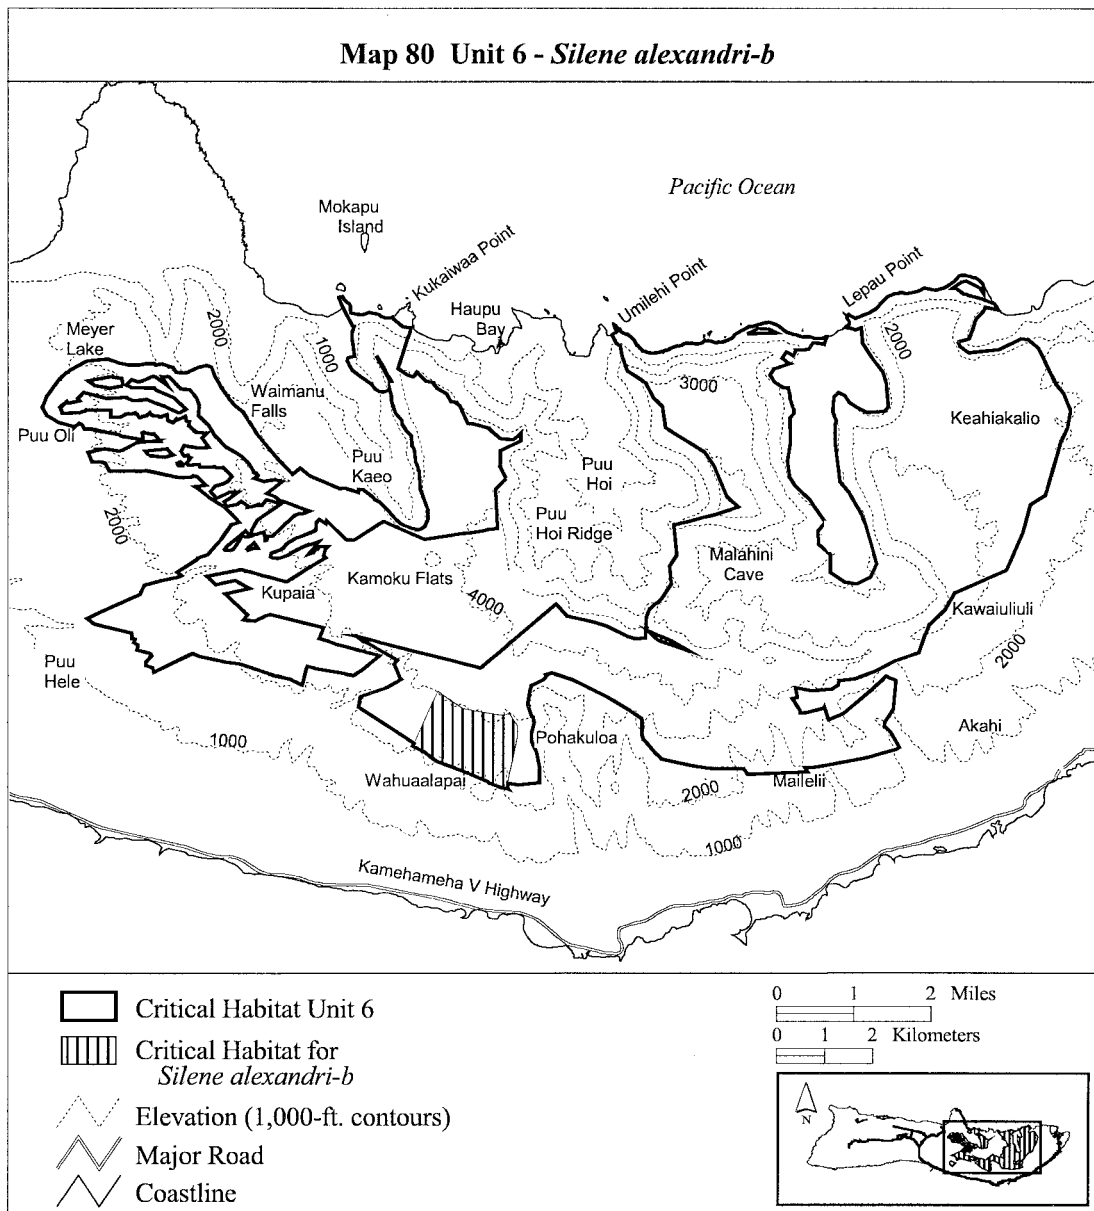 Map 80 Unit 6 - Silene alexandri-b
Pacific Ocean
Mokapu
Island
Kukaiwaa Point
Haupu
Bay
Umilehi Point
Lepau Point
Meyer
Lake
2000
1000
2000
3000
Waimanu
Falls
Keahiakalio
Puu Oli
Puu
Kaeo
Puu
Hoi
2000
Puu
Hoi Ridge
Malahini
Cave
Kamoku Flats
Kupaia
4000
Kawaiuliuli
2000
Puu
Hele
Akahi
1000
Pohakuloa
Wahuaalapai
Mailelii
2000
1000
Kamehameha V Highway
Critical Habitat Unit 6
Critical Habitat for
Silene alexandri-b
Elevation (1,000-ft. contours)
Major Road
Coastline
0 1 2 Miles
0 1 2 Kilometers
N